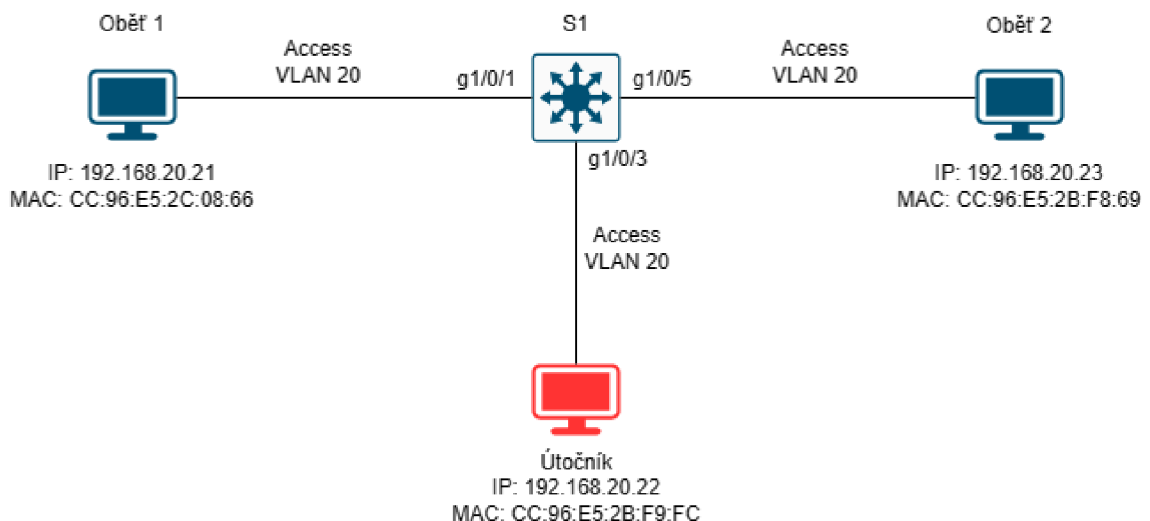 Oběť 1
S1
Oběť 2
Access
VLAN 20
g1/0/1
g1/0/5
Access
VLAN 20
IP: 192.168.20.21
MAC: CC:96:E5:2C:08:66
g1/0/3
IP: 192.168.20.23
MAC: CC:96:E5:2B:F8:69
Access
VLAN 20
Útočník
IP: 192.168.20.22
MAC: CC:96:E5:2B:F9:FC